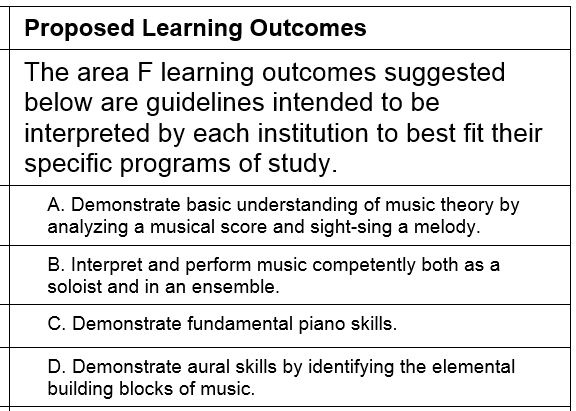 Proposed Learning Outcomes
The area F learning outcomes suggested
below are guidelines intended to be
interpreted by each institution to best fit their
specific programs of study.
A. Demonstrate basic understanding of music theory by
analyzing a musical score and sight-sing a melody.
B. Interpret and perform music competently both as a
soloist and in an ensemble.
C. Demonstrate fundamental piano skills.
D. Demonstrate aural skills by identifying the elemental
building blocks of music.